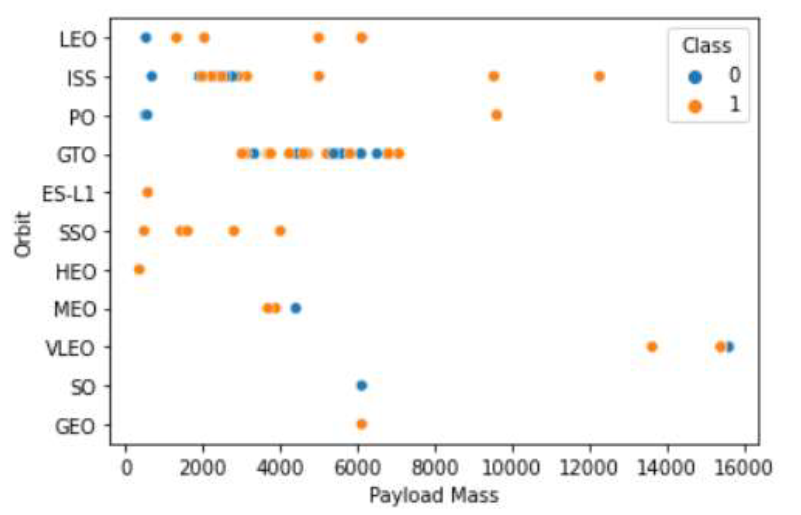 LEO
ISS
PO
GTO
ES-L1
SSO
HEO
MEO
VLEO
SO
GEO
Orbit
Class
0
1
0 2000 4000 6000 8000 10000 12000 14000 16000
Payload Mass